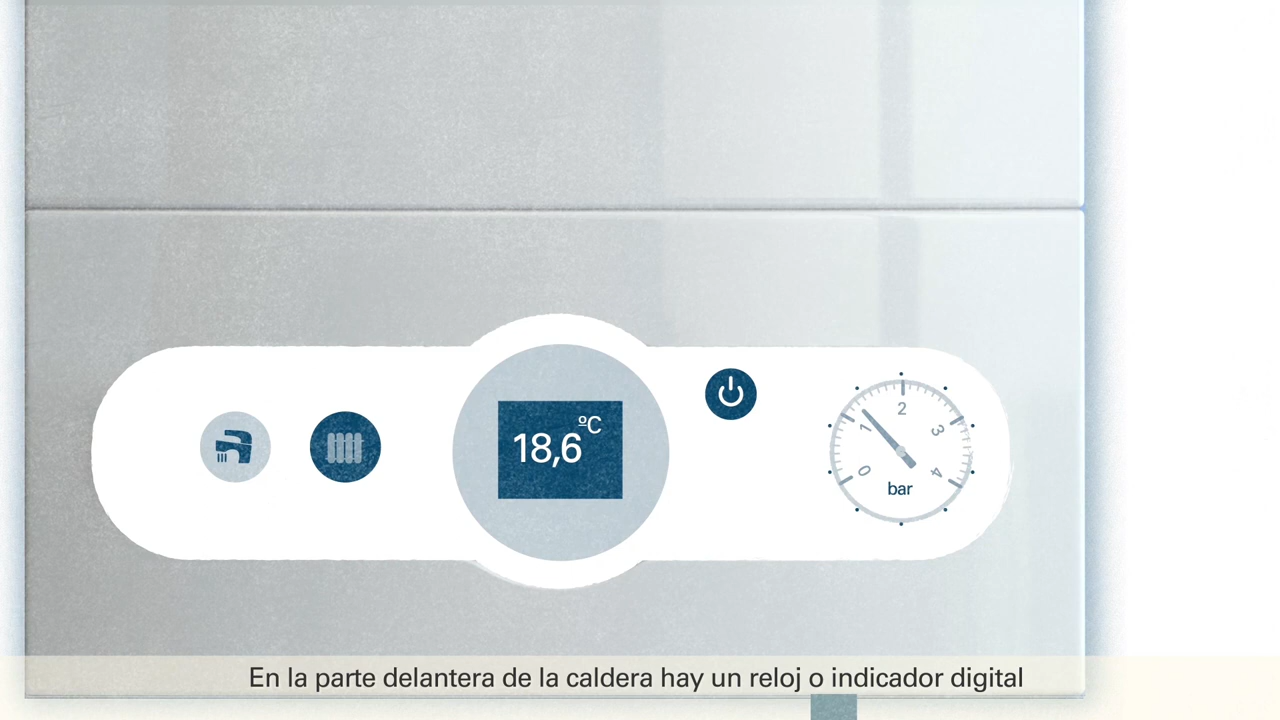 18,6 ºC
0 1 2 3 4
bar
En la parte delantera de la caldera hay un reloj o indicador digital